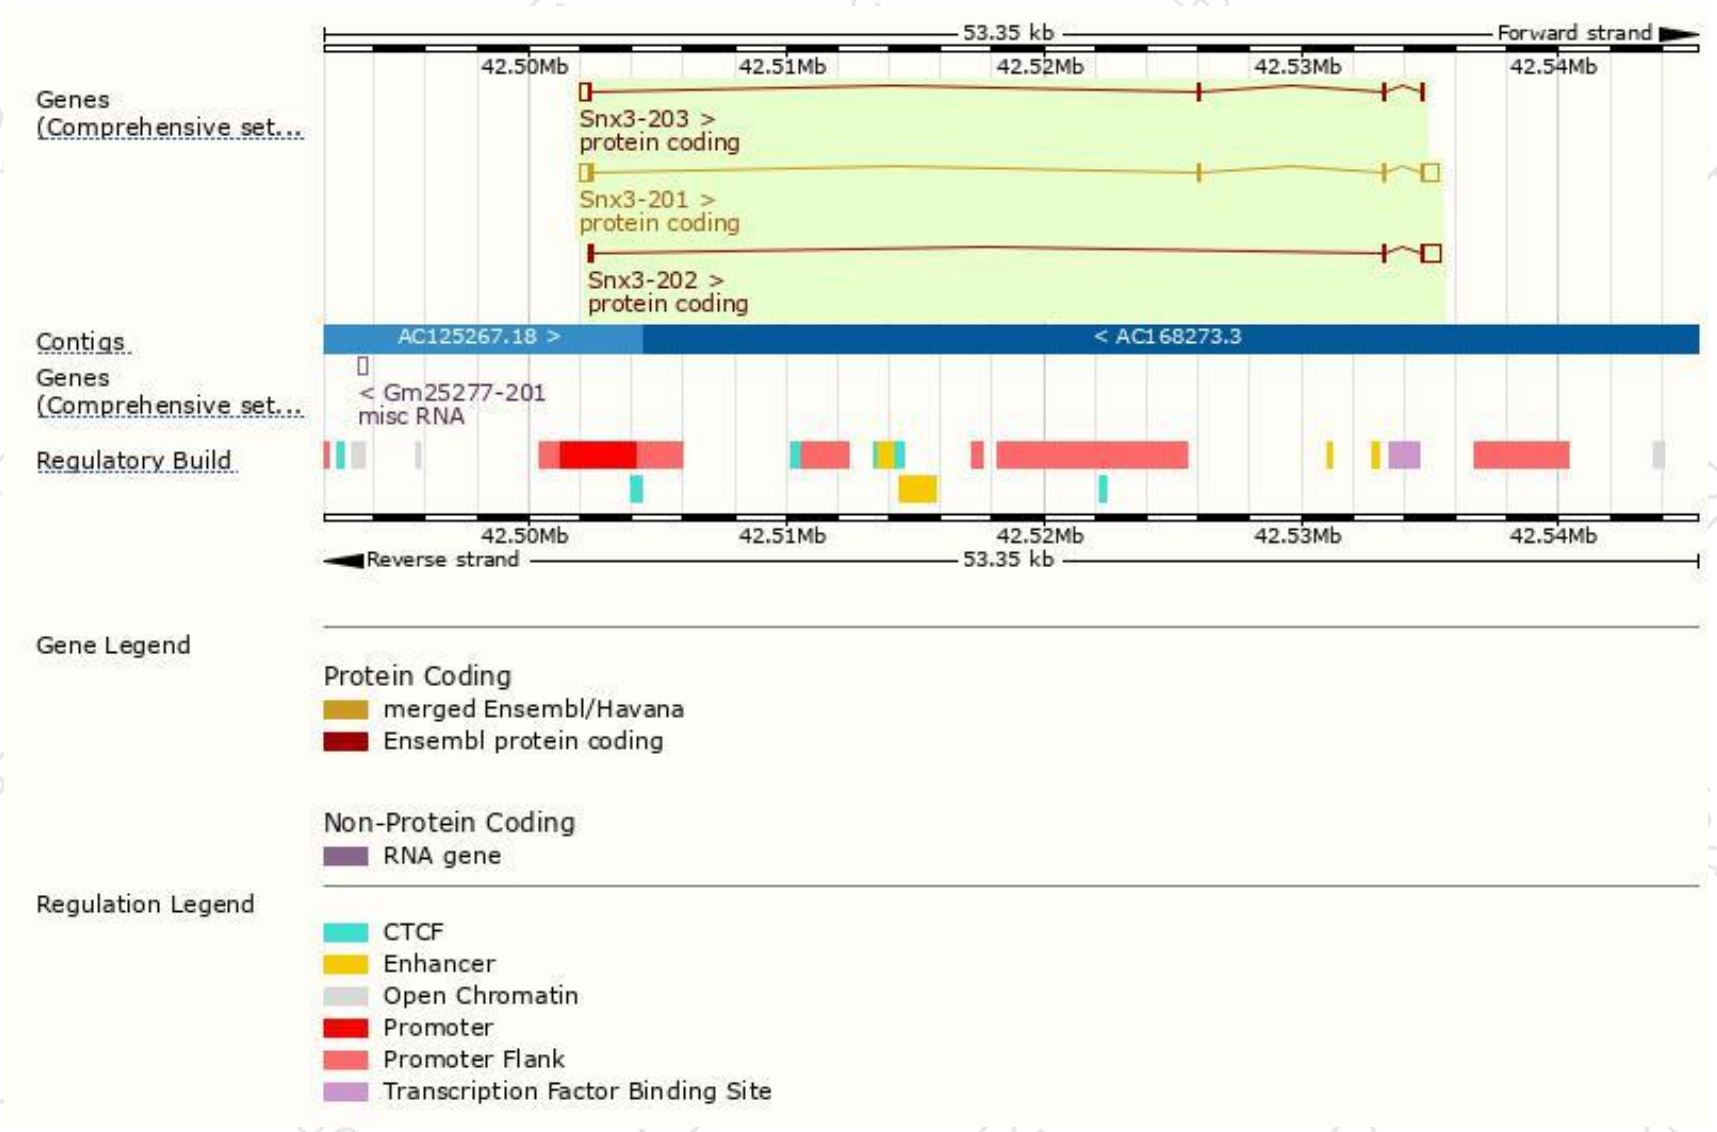 53.35 kb Forward strand
42.50Mb 42.51Mb 42.52Mb 42.53Mb 42.54Mb
Genes
(Comprehensive set...
Snx3-203 >
protein coding
Snx3-201 >
protein coding
Snx3-202 >
protein coding
Contigs
AC125267.18 > < AC168273.3
Genes
(Comprehensive set...
< Gm25277-201
misc RNA
Regulatory Build
42.50Mb 42.51Mb 42.52Mb 42.53Mb 42.54Mb
Reverse strand 53.35 kb
Gene Legend
Protein Coding
merged Ensembl/Havana
Ensembl protein coding
Non-Protein Coding
RNA gene
Regulation Legend
CTCF
Enhancer
Open Chromatin
Promoter
Promoter Flank
Transcription Factor Binding Site